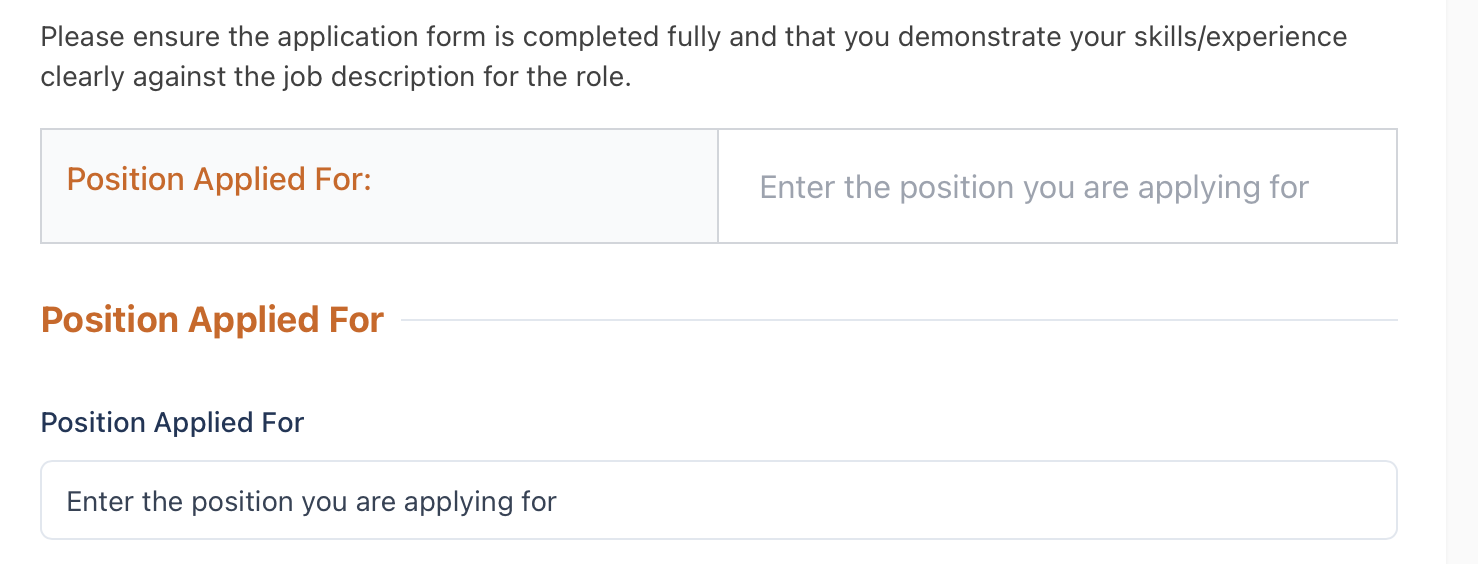 Please ensure the application form is completed fully and that you demonstrate your skills/experience
clearly against the job description for the role.
Position Applied For:
Enter the position you are applying for
Position Applied For
Position Applied For
Enter the position you are applying for